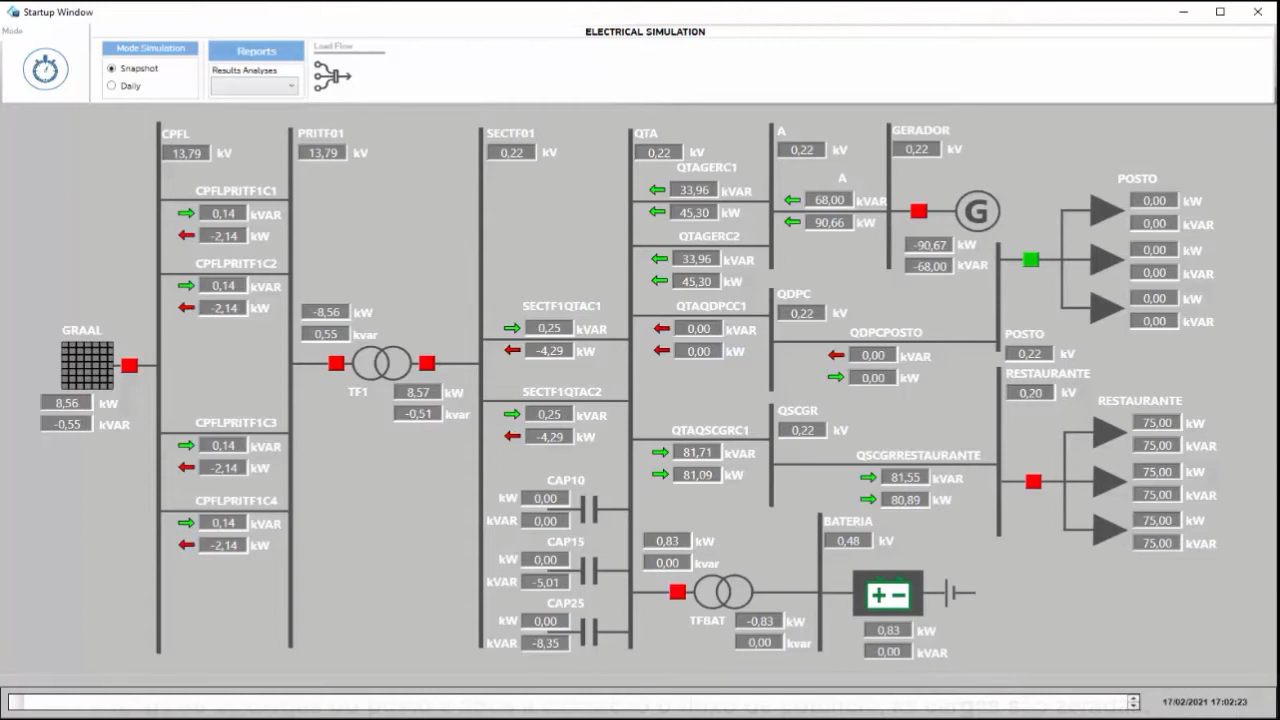 Startup Window
Mode
ELECTRICAL SIMULATION
Mode Simulation
Snapshot
Daily
Reports
Results Analyses
Load Flow
CPFL
13,79 kV
PRITF01
13,79 kV
SECTF01
0,22 kV
QTA
0,22 kV
A
0,22 kV
GERADOR
0,22 kV
CPFLPRITF1C1
0,14 kVAR
-2,14 kW
CPFLPRITF1C2
0,14 kVAR
-2,14 kW
CPFLPRITF1C3
0,14 kVAR
-2,14 kW
CPFLPRITF1C4
0,14 kVAR
-2,14 kW
GRAAL
8,56 kW
-0,55 kVAR
-8,56 kW
0,55 kvar
TF1
8,57 kW
-0,51 kvar
SECTF1QTAC1
0,25 kVAR
-4,29 kW
SECTF1QTAC2
0,25 kVAR
-4,29 kW
CAP10
kW 0,00
kVAR 0,00
CAP15
kW 0,00
kVAR -5,01
CAP25
kW 0,00
kVAR -8,35
QTAGERC1
33,96 kVAR
45,30 kW
QTAGERC2
33,96 kVAR
45,30 kW
QTAQDPCC1
0,00 kVAR
0,00 kW
QTAQSCGRC1
81,71 kVAR
81,09 kW
0,83 kW
0,00 kvar
TFBAT
-0,83 kW
0,00 kvar
A
68,00 kVAR
90,66 kW
G
-90,67 kW
-68,00 kVAR
QDPC
0,22 kV
QDPCPOSTO
0,00 kVAR
0,00 kW
QSCGR
0,22 kV
QSCGRRESTAURANTE
81,55 kVAR
80,89 kW
BATERIA
0,48 kV
0,83 kW
0,00 kVAR
POSTO
0,22 kV
RESTAURANTE
0,20 kV
POSTO
0,00 kW
0,00 kVAR
0,00 kW
0,00 kVAR
0,00 kW
0,00 kVAR
RESTAURANTE
75,00 kW
75,00 kVAR
75,00 kW
75,00 kVAR
75,00 kW
75,00 kVAR
17/02/2021 17:02:23